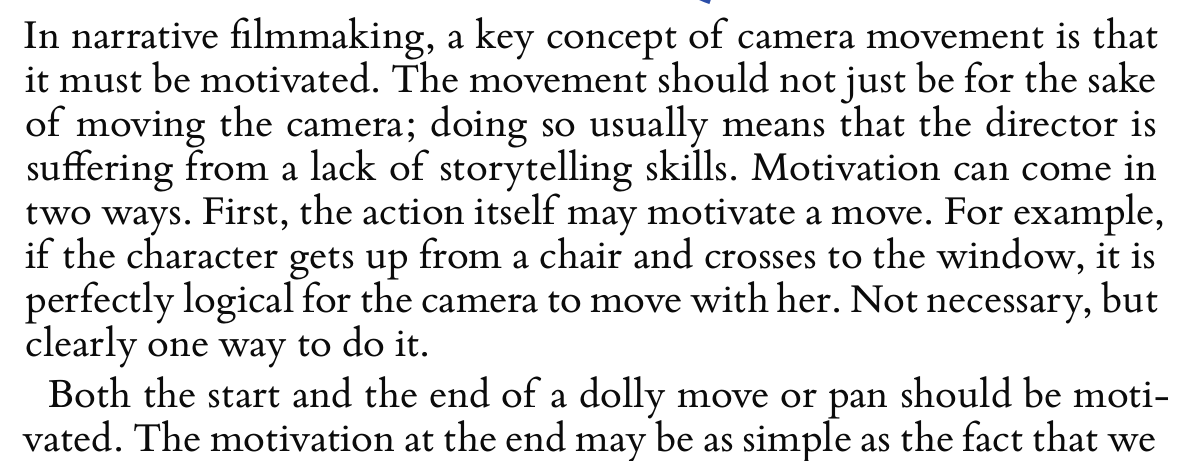 In narrative filmmaking, a key concept of camera movement is that
it must be motivated. The movement should not just be for the sake
of moving the camera; doing so usually means that the director is
suffering from a lack of storytelling skills. Motivation can come in
two ways. First, the action itself may motivate a move. For example,
if the character gets up from a chair and crosses to the window, it is
perfectly logical for the camera to move with her. Not necessary, but
clearly one way to do it.
Both the start and the end of a dolly move or pan should be moti-
vated. The motivation at the end may be as simple as the fact that we